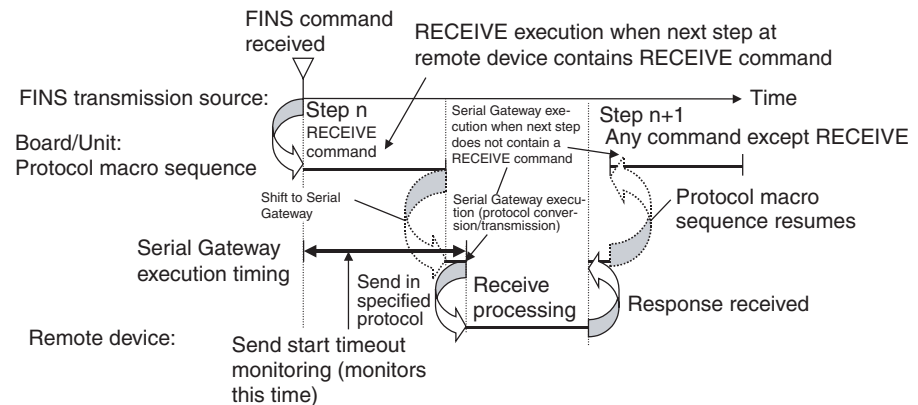 FINS command
received
RECEIVE execution when next step at
remote device contains RECEIVE command
FINS transmission source:
Time
Step n
RECEIVE
command
Serial Gateway exe-
cution when next step
does not contain a
RECEIVE command
Step n+1
Any command except RECEIVE
Board/Unit:
Protocol macro sequence
Shift to Serial
Gateway
Serial Gateway execu-
tion (protocol conver-
sion/transmission)
Protocol macro
sequence resumes
Serial Gateway
execution timing
Send in
specified
protocol
Receive
processing
Response received
Remote device:
Send start timeout
monitoring (monitors
this time)